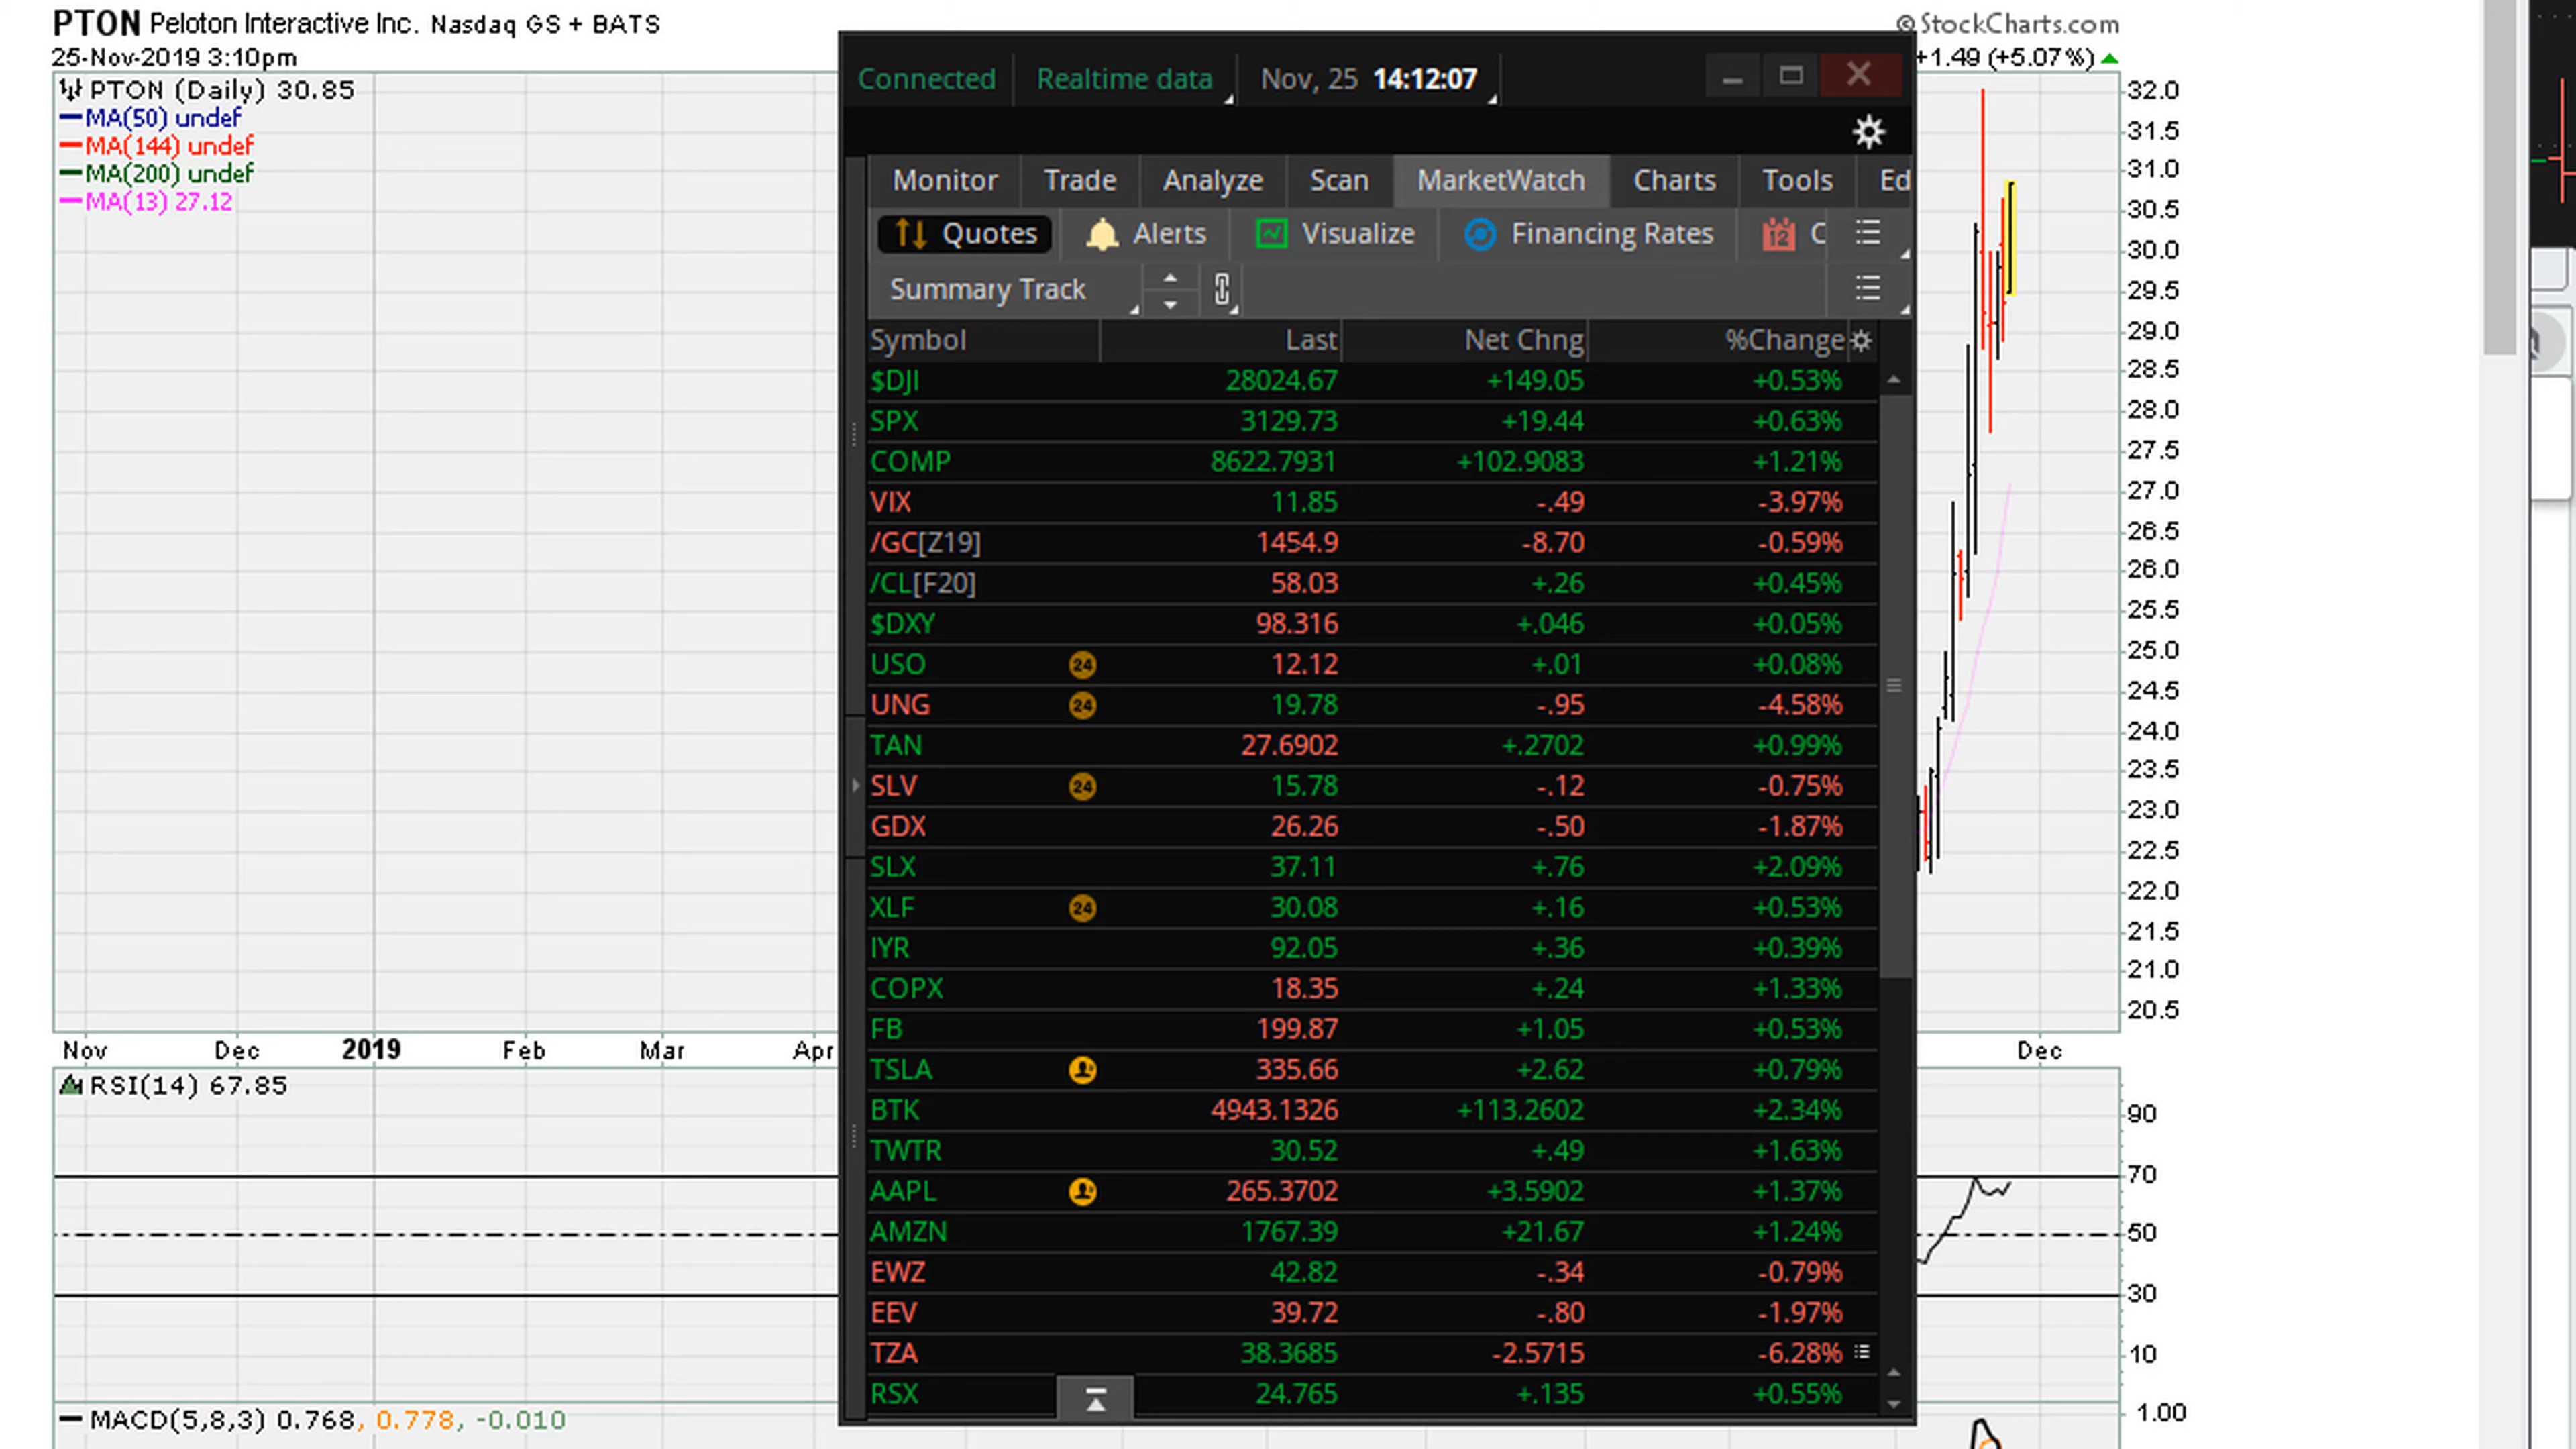 PTON Peloton Interactive Inc. Nasdaq GS + BATS
© StockCharts.com
25-Nov-2019 3:10pm
+1.49 (+5.07%)
PTON (Daily) 30.85
MA(50) undef
MA(144) undef
MA(200) undef
MA(13) 27.12
Connected Realtime data Nov, 25 14:12:07
Monitor Trade Analyze Scan MarketWatch Charts Tools Ed
Quotes Alerts Visualize Financing Rates 12 C
Summary Track
Symbol Last Net Chng %Change
$DJI 28024.67 +149.05 +0.53%
SPX 3129.73 +19.44 +0.63%
COMP 8622.7931 +102.9083 +1.21%
VIX 11.85 -.49 -3.97%
/GC[Z19] 1454.9 -8.70 -0.59%
/CL[F20] 58.03 +.26 +0.45%
$DXY 98.316 +.046 +0.05%
USO 24 12.12 +.01 +0.08%
UNG 24 19.78 -.95 -4.58%
TAN 27.6902 +.2702 +0.99%
SLV 24 15.78 -.12 -0.75%
GDX 26.26 -.50 -1.87%
SLX 37.11 +.76 +2.09%
XLF 24 30.08 +.16 +0.53%
IYR 92.05 +.36 +0.39%
COPX 18.35 +.24 +1.33%
FB 199.87 +1.05 +0.53%
TSLA 335.66 +2.62 +0.79%
BTK 4943.1326 +113.2602 +2.34%
TWTR 30.52 +.49 +1.63%
AAPL 265.3702 +3.5902 +1.37%
AMZN 1767.39 +21.67 +1.24%
EWZ 42.82 -.34 -0.79%
EEV 39.72 -.80 -1.97%
TZA 38.3685 -2.5715 -6.28%
RSX 24.765 +.135 +0.55%
32.0
31.5
31.0
30.5
30.0
29.5
29.0
28.5
28.0
27.5
27.0
26.5
26.0
25.5
25.0
24.5
24.0
23.5
23.0
22.5
22.0
21.5
21.0
20.5
Nov Dec 2019 Feb Mar Apr Dec
RSI(14) 67.85
90
70
50
30
10
MACD(5,8,3) 0.768, 0.778, -0.010
1.00